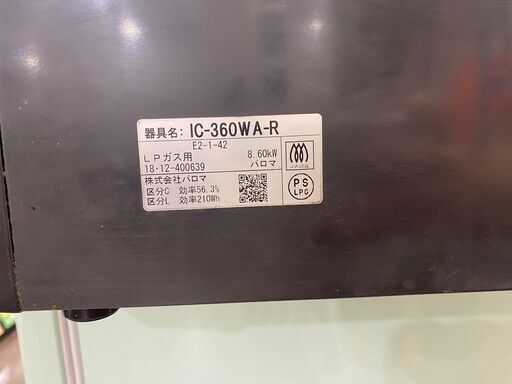 器具名: IC-360WA-R
E2-1-42
LPガス用 8.60kW
18・12-400639 パロマ
株式会社パロマ
区分C 効率56.3%
区分L 効率210Wh
PS
LPG